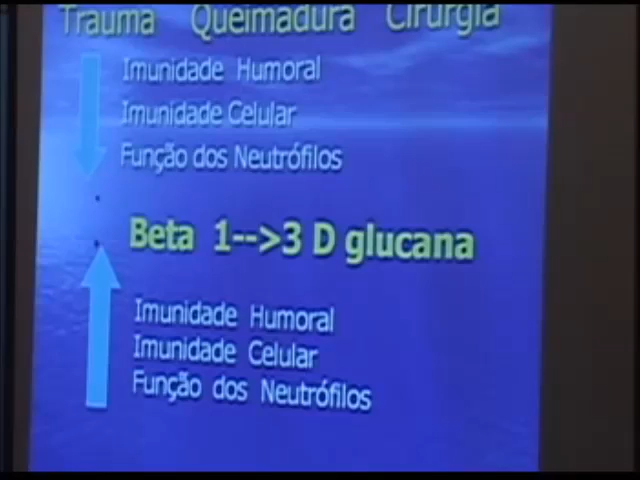 Trauma Queimadura Cirurgia
Imunidade Humoral
Imunidade Celular
Função dos Neutrófilos
Beta 1-->3 D glucana
Imunidade Humoral
Imunidade Celular
Função dos Neutrófilos